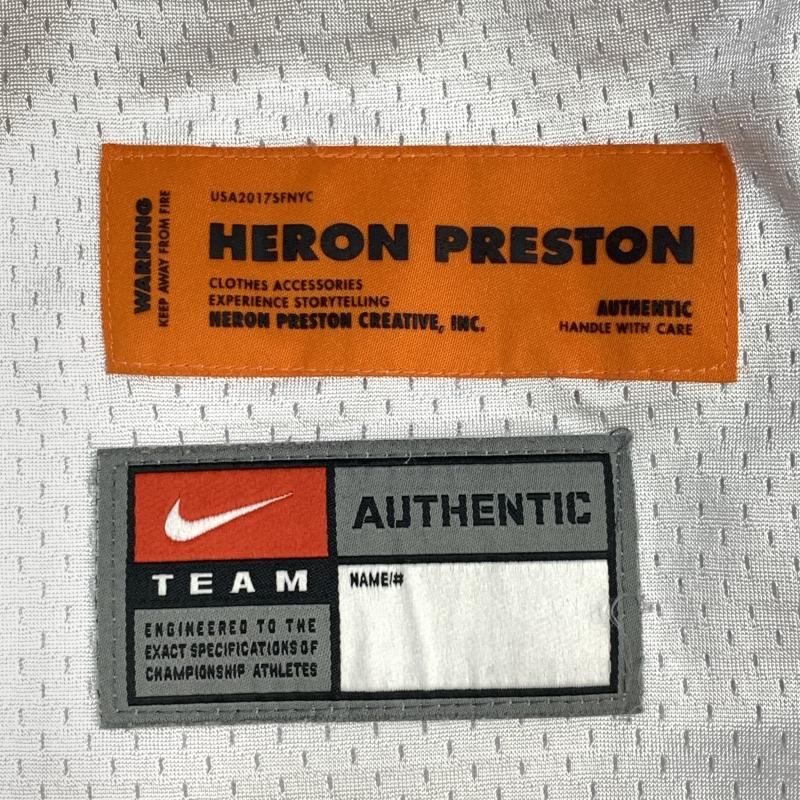 WARNING
KEEP AWAY FROM FIRE
USA2017SFNYC
HERON PRESTON
CLOTHES ACCESSORIES
EXPERIENCE STORYTELLING
HERON PRESTON CREATIVE, INC.
AUTHENTIC
HANDLE WITH CARE
TEAM
ENGINEERED TO THE
EXACT SPECIFICATIONS OF
CHAMPIONSHIP ATHLETES
AUTHENTIC
NAME/#